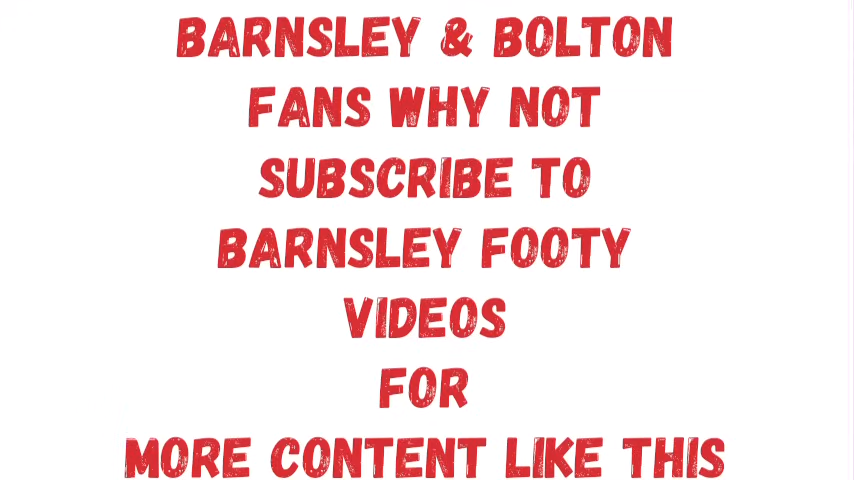 BARNSLEY & BOLTON
FANS WHY NOT
SUBSCRIBE TO
BARNSLEY FOOTY
VIDEOS
FOR
MORE CONTENT LIKE THIS